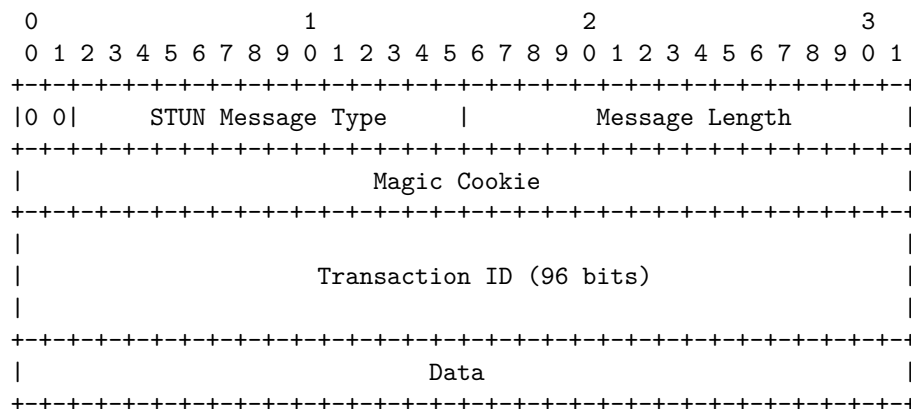 0                   1                   2                   3
0 1 2 3 4 5 6 7 8 9 0 1 2 3 4 5 6 7 8 9 0 1 2 3 4 5 6 7 8 9 0 1
+-+-+-+-+-+-+-+-+-+-+-+-+-+-+-+-+-+-+-+-+-+-+-+-+-+-+-+-+-+-+-+-+
|0 0|     STUN Message Type     |         Message Length        |
+-+-+-+-+-+-+-+-+-+-+-+-+-+-+-+-+-+-+-+-+-+-+-+-+-+-+-+-+-+-+-+-+
|                         Magic Cookie                          |
+-+-+-+-+-+-+-+-+-+-+-+-+-+-+-+-+-+-+-+-+-+-+-+-+-+-+-+-+-+-+-+-+
|                                                               |
|                     Transaction ID (96 bits)                  |
|                                                               |
+-+-+-+-+-+-+-+-+-+-+-+-+-+-+-+-+-+-+-+-+-+-+-+-+-+-+-+-+-+-+-+-+
|                             Data                              |
+-+-+-+-+-+-+-+-+-+-+-+-+-+-+-+-+-+-+-+-+-+-+-+-+-+-+-+-+-+-+-+-+